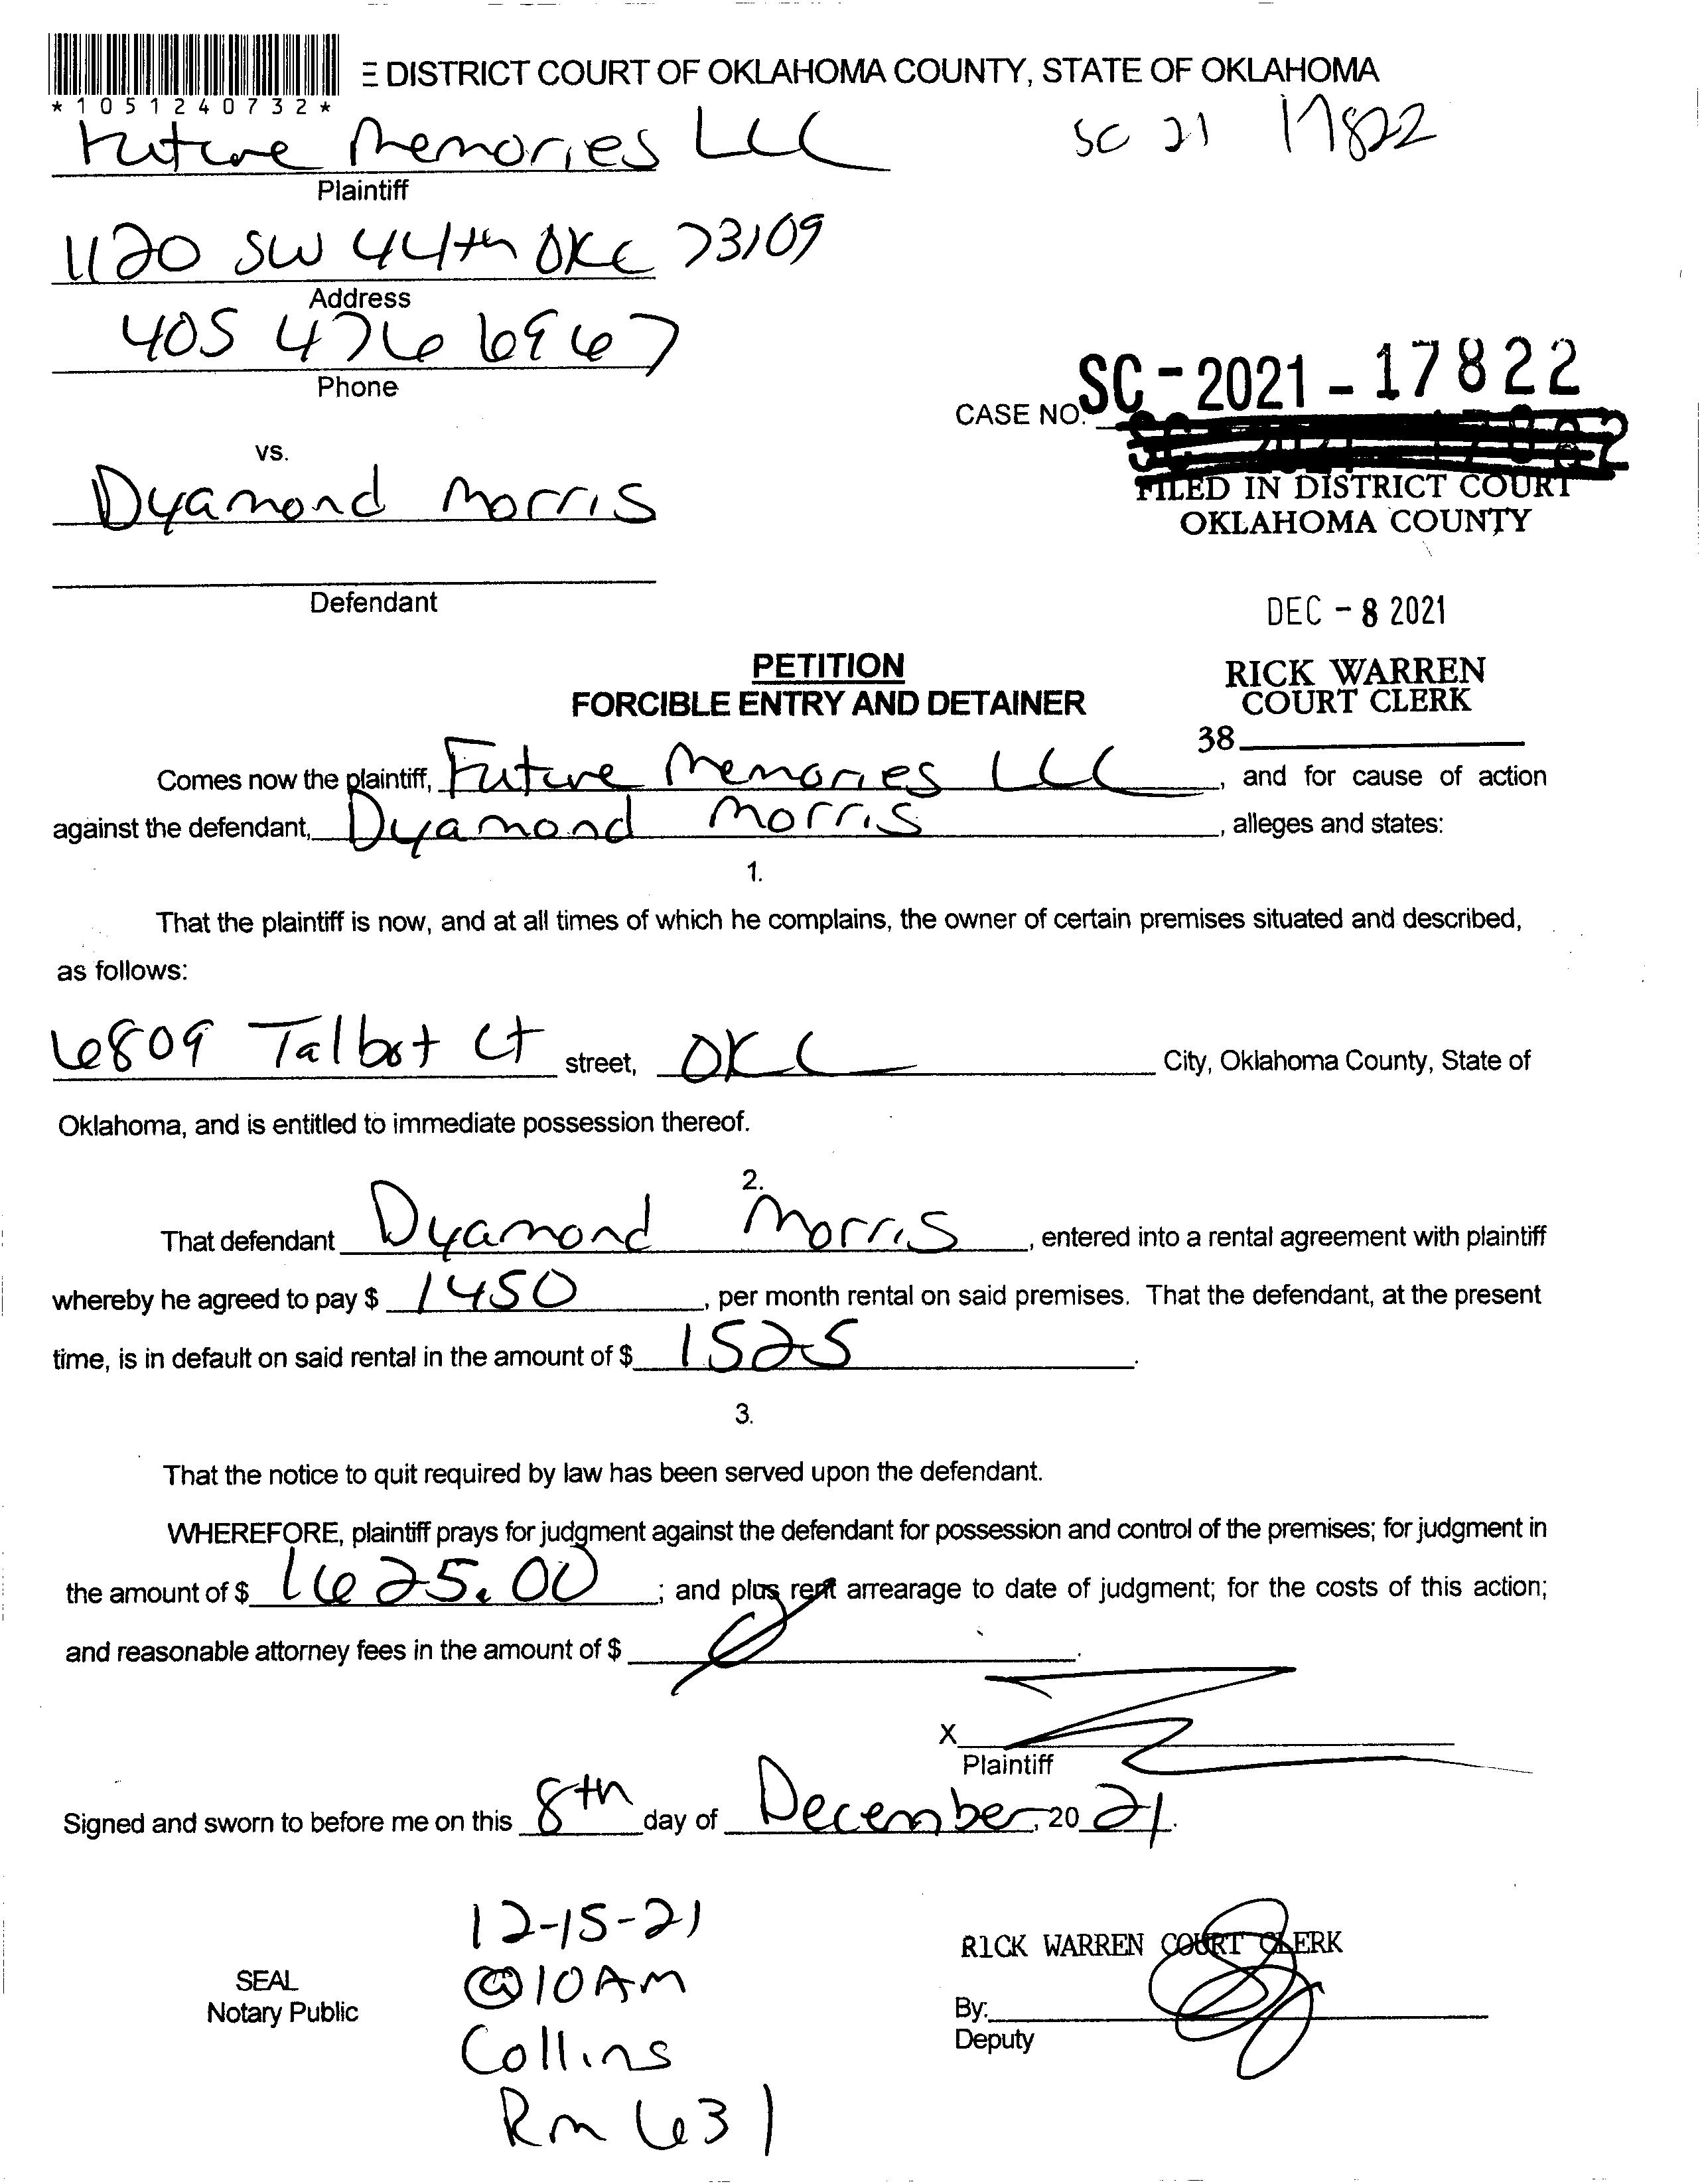 E DISTRICT COURT OF OKLAHOMA COUNTY, STATE OF OKLAHOMA
*1051240732*
Future Memories LLC
SC 21 17822
Plaintiff
1120 SW 44th OKC 73109
Address
405 476 6967
Phone
CASE NO. SC-2021-17822
vs.
FILED IN DISTRICT COURT
OKLAHOMA COUNTY
Dyamond Morris
Defendant
DEC - 8 2021
PETITION
FORCIBLE ENTRY AND DETAINER
RICK WARREN
COURT CLERK
38
Comes now the plaintiff, Future Memories LLC, and for cause of action
against the defendant, Dyamond Morris, alleges and states:
1.
That the plaintiff is now, and at all times of which he complains, the owner of certain premises situated and described,
as follows:
6809 Talbot Ct street, OKC City, Oklahoma County, State of
Oklahoma, and is entitled to immediate possession thereof.
2.
That defendant Dyamond Morris, entered into a rental agreement with plaintiff
whereby he agreed to pay $ 1450, per month rental on said premises. That the defendant, at the present
time, is in default on said rental in the amount of $ 1525.
3.
That the notice to quit required by law has been served upon the defendant.
WHEREFORE, plaintiff prays for judgment against the defendant for possession and control of the premises; for judgment in
the amount of $ 1625.00; and plus rent arrearage to date of judgment; for the costs of this action;
and reasonable attorney fees in the amount of $ .
X
Plaintiff
Signed and sworn to before me on this 8th day of December, 20 21.
12-15-21
@10AM
Collins
Rm 631
SEAL
Notary Public
RICK WARREN COURT CLERK
By:
Deputy